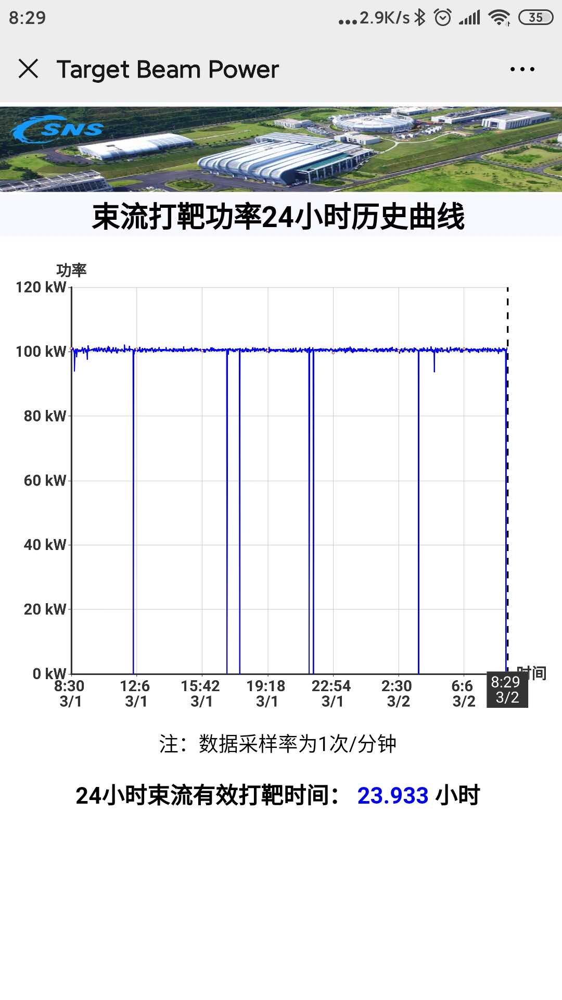 8:29
...2.9K/s
35
Target Beam Power
CSNS
束流打靶功率24小时历史曲线
功率
120 kW
100 kW
80 kW
60 kW
40 kW
20 kW
0 kW
8:30 12:6 15:42 19:18 22:54 2:30 6:6 8:29
3/1 3/1 3/1 3/1 3/1 3/2 3/2 3/2
时间
注：数据采样率为1次/分钟
24小时束流有效打靶时间： 23.933 小时